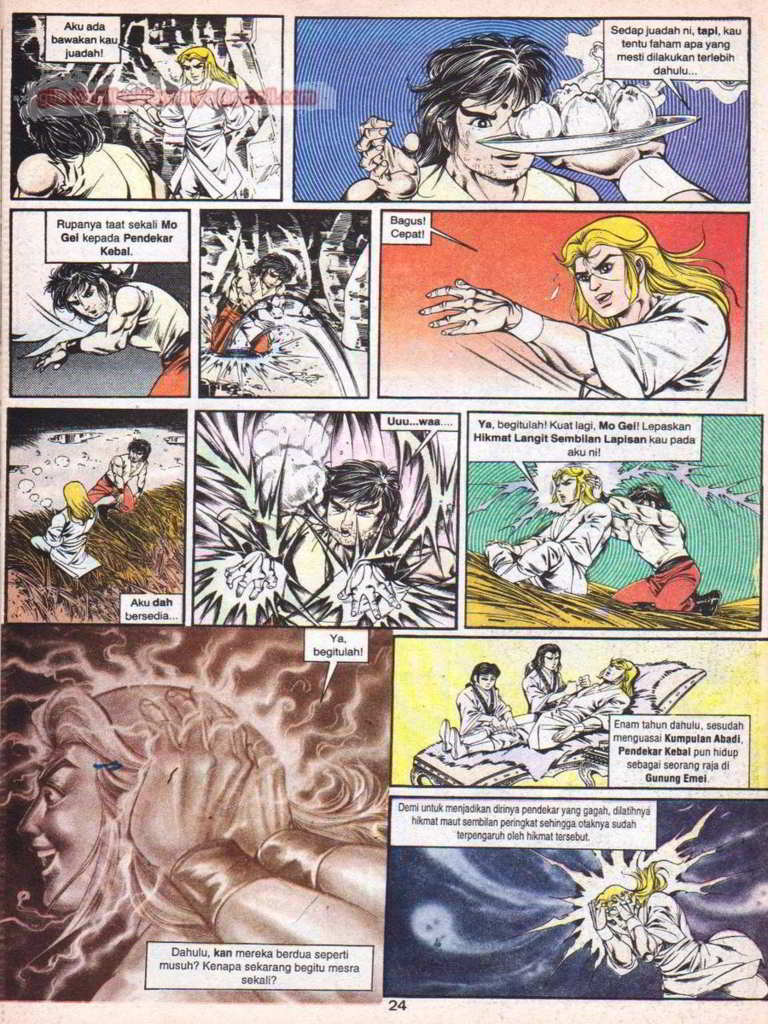 Aku ada
bawakan kau
juadah!
Sedap juadah ni, tapi, kau
tentu faham apa yang
mesti dilakukan terlebih
dahulu...
Rupanya taat sekali Mo
Gei kepada Pendekar
Kebal.
Bagus!
Cepat!
Aku dah
bersedia...
Uuu...waa....
Ya, begitulah! Kuat lagi, Mo Gei! Lepaskan
Hikmat Langit Sembilan Lapisan kau pada
aku ni!
Ya,
begitulah!
Dahulu, kan mereka berdua seperti
musuh? Kenapa sekarang begitu mesra
sekali?
Enam tahun dahulu, sesudah
menguasai Kumpulan Abadi,
Pendekar Kebal pun hidup
sebagai seorang raja di
Gunung Emei.
Demi untuk menjadikan dirinya pendekar yang gagah, dilatihnya
hikmat maut sembilan peringkat sehingga otaknya sudah
terpengaruh oleh hikmat tersebut.
24